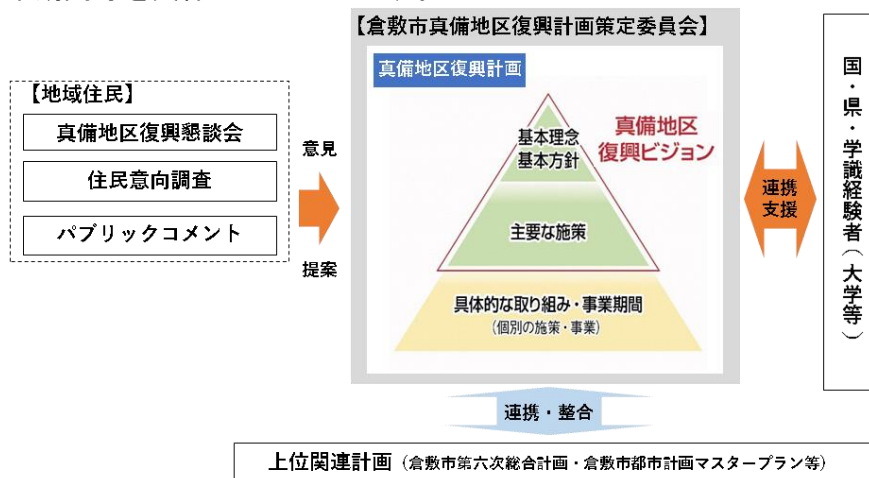 【倉敷市真備地区復興計画策定委員会】
真備地区復興計画
【地域住民】
真備地区復興懇談会
住民意向調査
パブリックコメント
意見
提案
基本理念
基本方針
真備地区
復興ビジョン
主要な施策
具体的な取り組み・事業期間
(個別の施策・事業)
連携
支援
国・県・学識経験者(大学等)
連携・整合
上位関連計画(倉敷市第六次総合計画・倉敷市都市計画マスタープラン等)